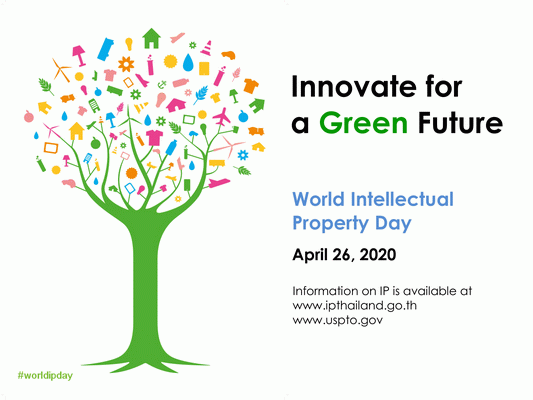 Innovate for
a Green Future
World Intellectual
Property Day
April 26, 2020
Information on IP is available at
www.ipthailand.go.th
www.uspto.gov
#worldipday